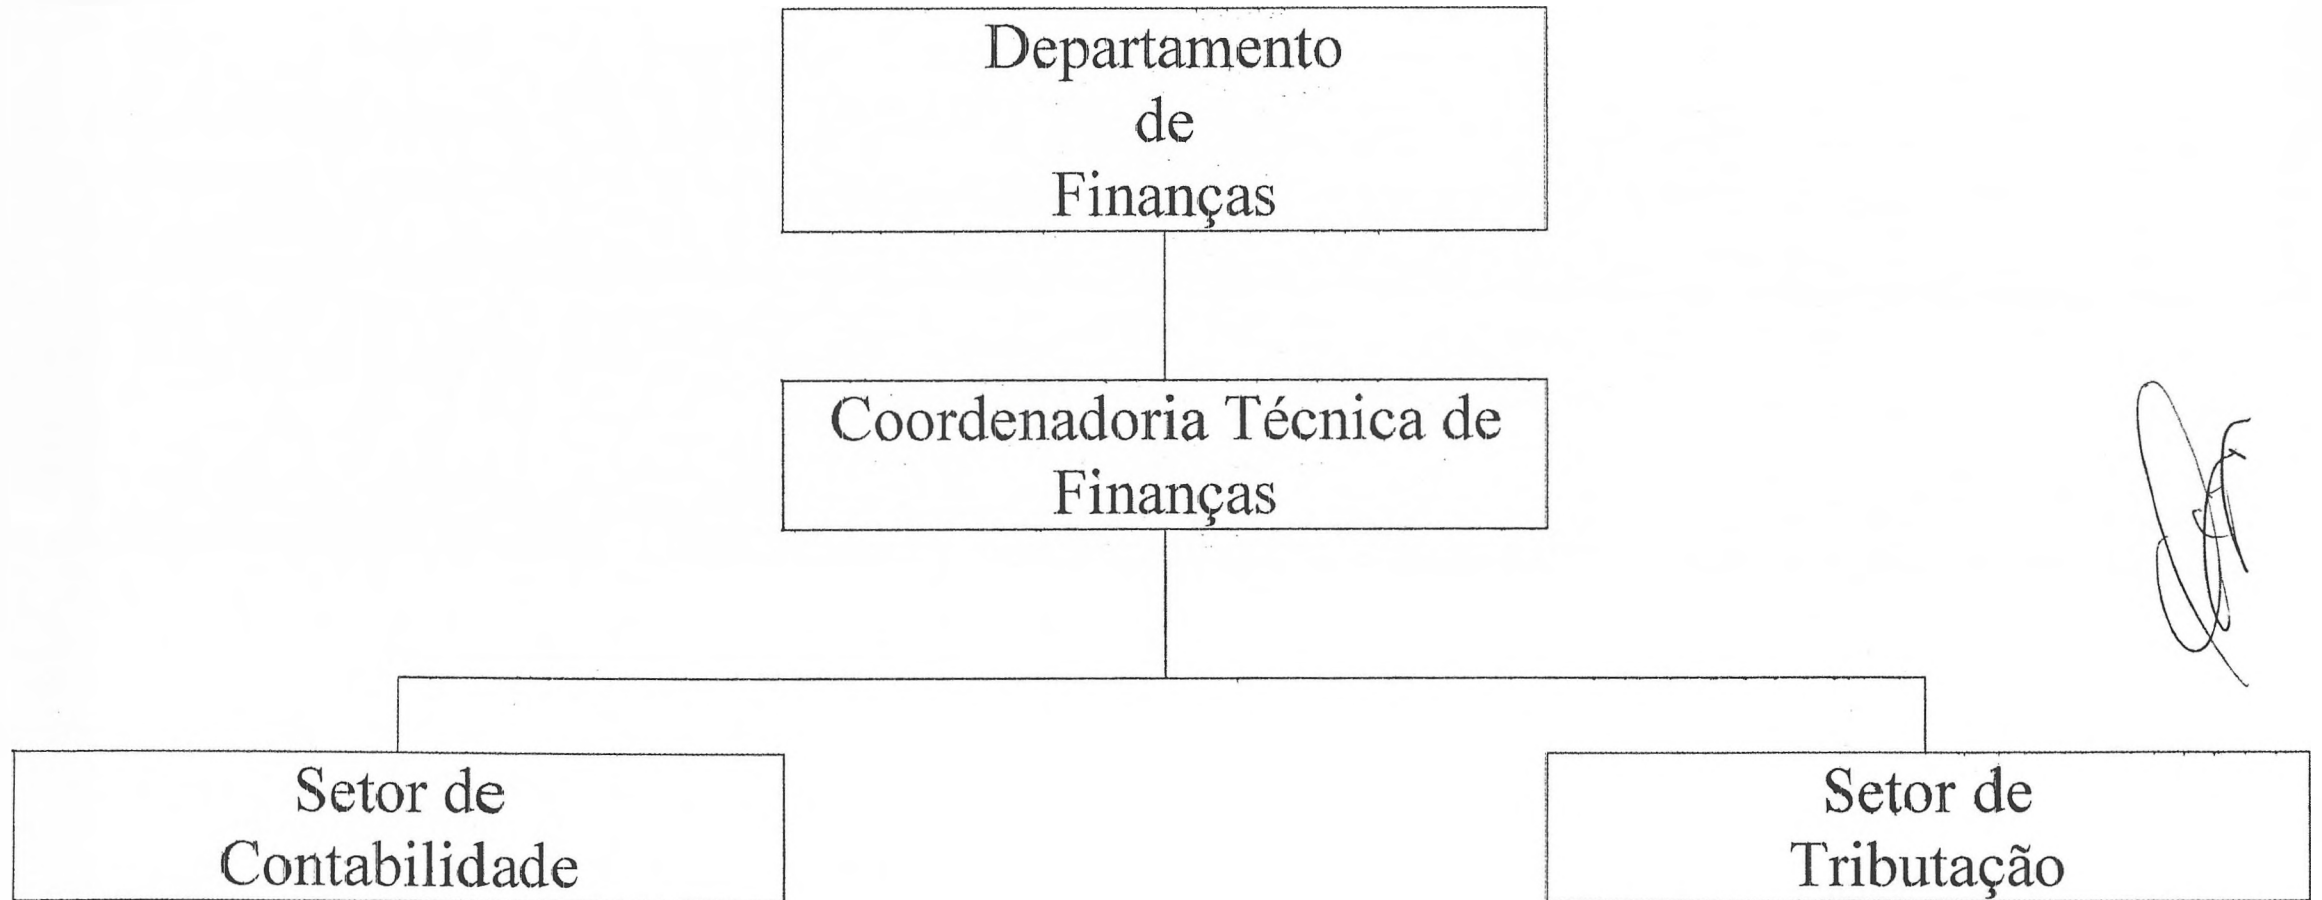 Departamento
de
Finanças
Coordenadoria Técnica de
Finanças
Setor de
Contabilidade
Setor de
Tributação